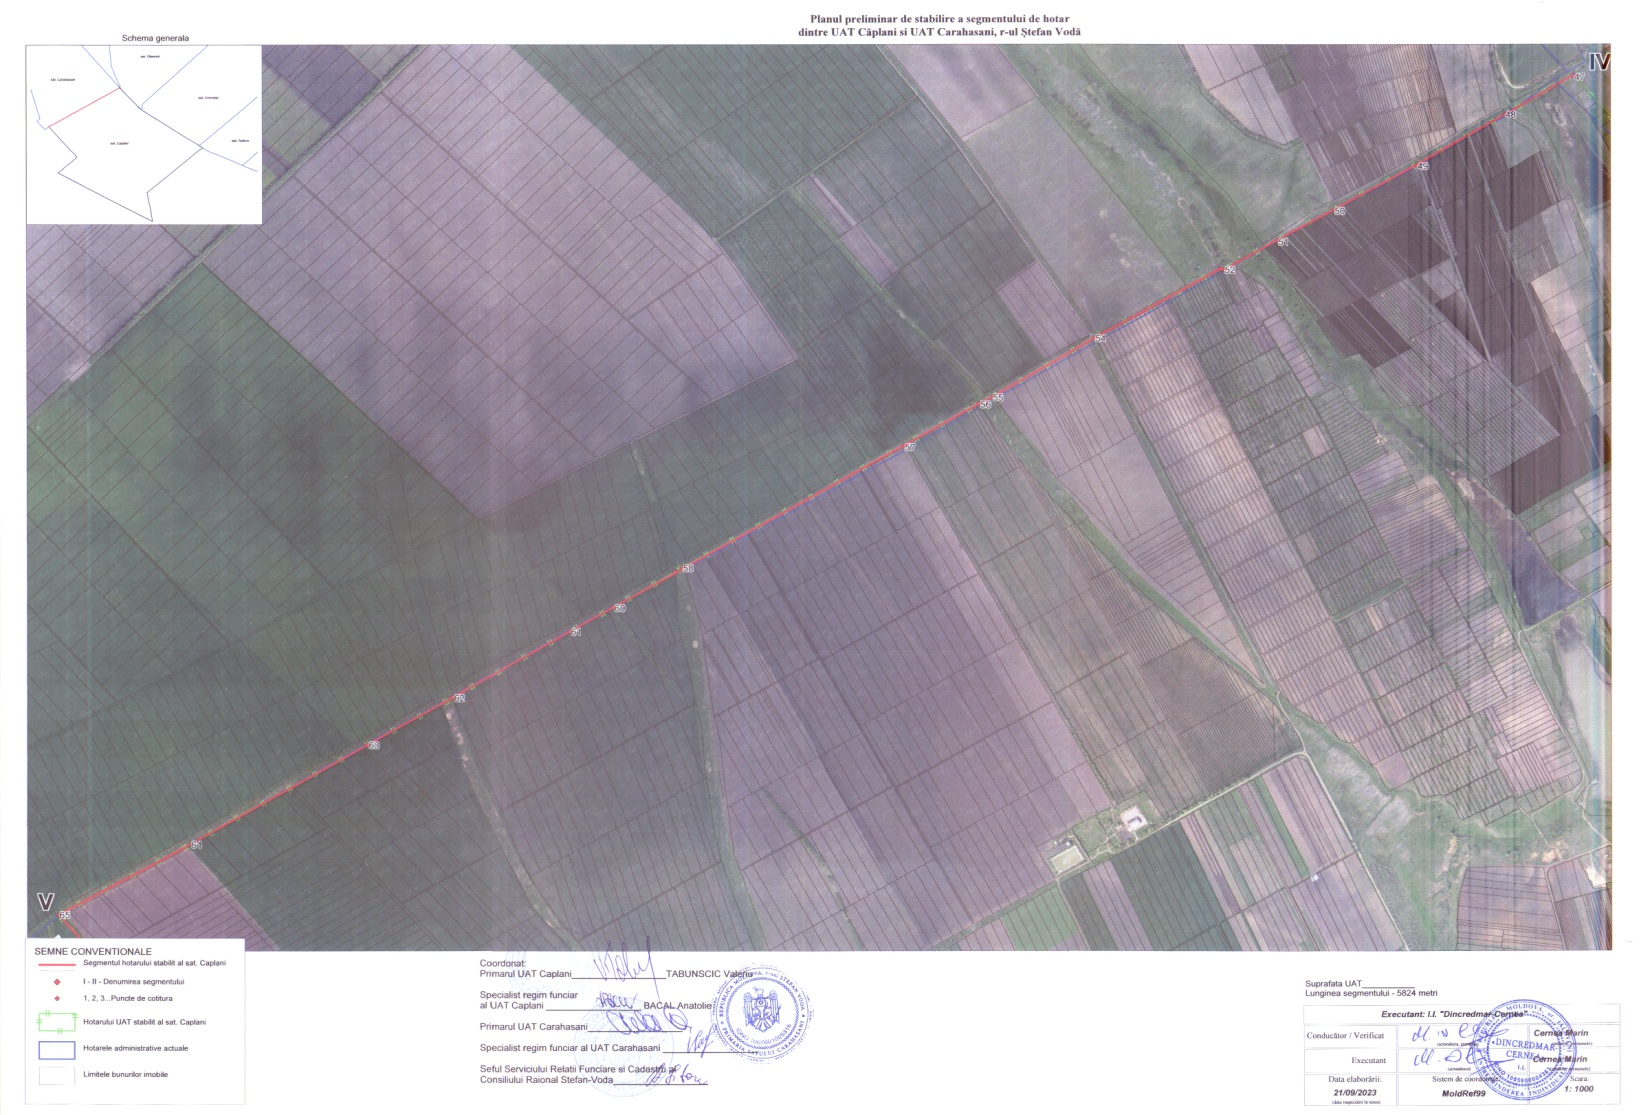 Planul preliminar de stabilire a segmentului de hotar
dintre UAT Căplani si UAT Carahasani, r-ul Ștefan Vodă
Schema generala
IV
47
48
49
50
51
52
54
55
56
57
58
60
61
62
63
64
V
65
SEMNE CONVENTIONALE
Segmentul hotarului stabilit al sat. Caplani
I - II - Denumirea segmentului
1, 2, 3...Puncte de cotitura
Hotarului UAT stabilit al sat. Caplani
Hotarele administrative actuale
Limitele bunurilor imobile
Coordonat:
Primarul UAT Caplani TABUNSCIC Valeriu
Specialist regim funciar
al UAT Caplani BACAL Anatolie
Primarul UAT Carahasani
Specialist regim funciar al UAT Carahasani
Seful Serviciului Relatii Funciare si Cadastru al
Consiliului Raional Stefan-Voda
Suprafata UAT
Lunginea segmentului - 5824 metri
Executant: I.I. "Dincredmar-Cernea"
Conducător / Verificat Cernea Marin
Executant Cernea Marin
Data elaborării: Sistem de coordonate Scara:
21/09/2023 MoldRef99 1: 1000
DINCREDMAR
CERNEA
I.I.